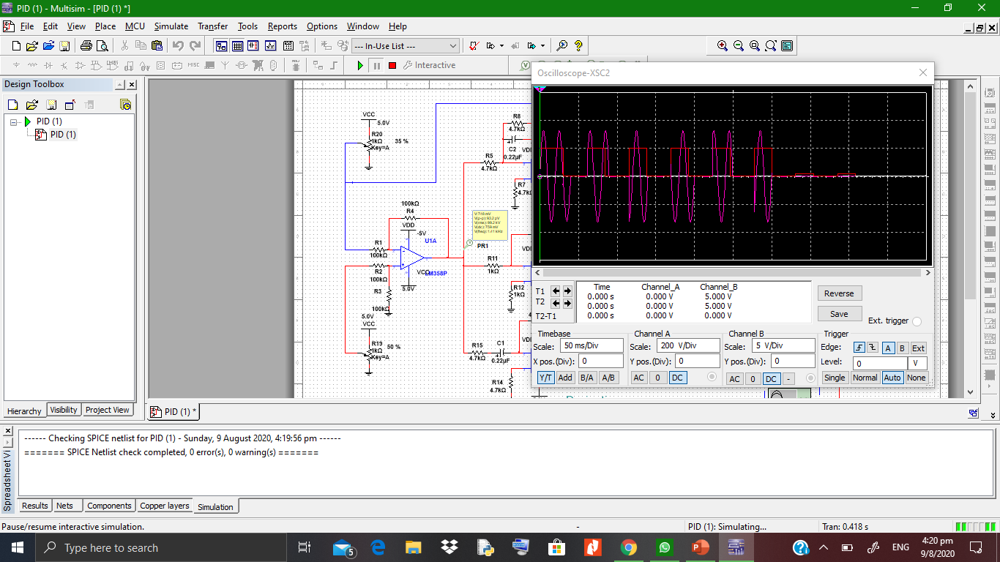 PID (1) - Multisim - [PID (1) *]
File Edit View Place MCU Simulate Transfer Tools Reports Options Window Help
--- In-Use List ---
MISC
Interactive
Design Toolbox
PID (1)
PID (1)
Hierarchy Visibility Project View
VCC
5.0V
R20
1kΩ
Key=A
35 %
R8
4.7kΩ
C2
0.22µF
VD
R5
4.7kΩ
R7
4.7k
100kΩ
R4
VDD
-5V
U1A
R1
100kΩ
R2
100kΩ
VCC
LM358P
5.0V
R3
100kΩ
PR1
VD
R11
1kΩ
R12
1kΩ
5.0V
VCC
R19
1kΩ
Key=A
50 %
R15
4.7kΩ
C1
0.22µF
VD
R14
4.7kΩ
Oscilloscope-XSC2
Time Channel_A Channel_B
T1 0.000 s 0.000 V 5.000 V
T2 0.000 s 0.000 V 5.000 V
T2-T1 0.000 s 0.000 V 0.000 V
Reverse
Save
Ext. trigger
Timebase
Scale: 50 ms/Div
X pos.(Div): 0
Y/T Add B/A A/B
Channel A
Scale: 200 V/Div
Y pos.(Div): 0
AC 0 DC
Channel B
Scale: 5 V/Div
Y pos.(Div): 0
AC 0 DC -
Trigger
Edge: A B Ext
Level: 0 V
Single Normal Auto None
PID (1) *
Spreadsheet Vi
------ Checking SPICE netlist for PID (1) - Sunday, 9 August 2020, 4:19:56 pm ------
======= SPICE Netlist check completed, 0 error(s), 0 warning(s) =======
Results Nets Components Copper layers Simulation
Pause/resume interactive simulation.
-
PID (1): Simulating...
Tran: 0.418 s
Type here to search
5
ENG
4:20 pm
9/8/2020